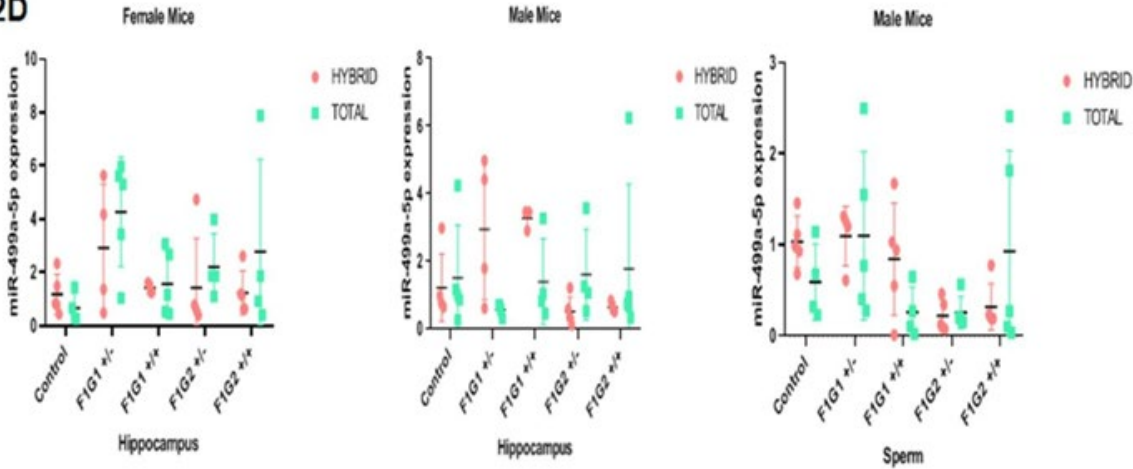 2D
Female Mice
miR-499a-5p expression
10
8
6
4
2
0
HYBRID
TOTAL
Control
F1G1 +/-
F1G1 +/+
F1G2 +/-
F1G2 +/+
Hippocampus
Male Mice
miR-499a-5p expression
8
6
4
2
0
HYBRID
TOTAL
Control
F1G1 +/-
F1G1 +/+
F1G2 +/-
F1G2 +/+
Hippocampus
Male Mice
miR-499a-5p expression
3
2
1
0
HYBRID
TOTAL
Control
F1G1 +/-
F1G1 +/+
F1G2 +/-
F1G2 +/+
Sperm